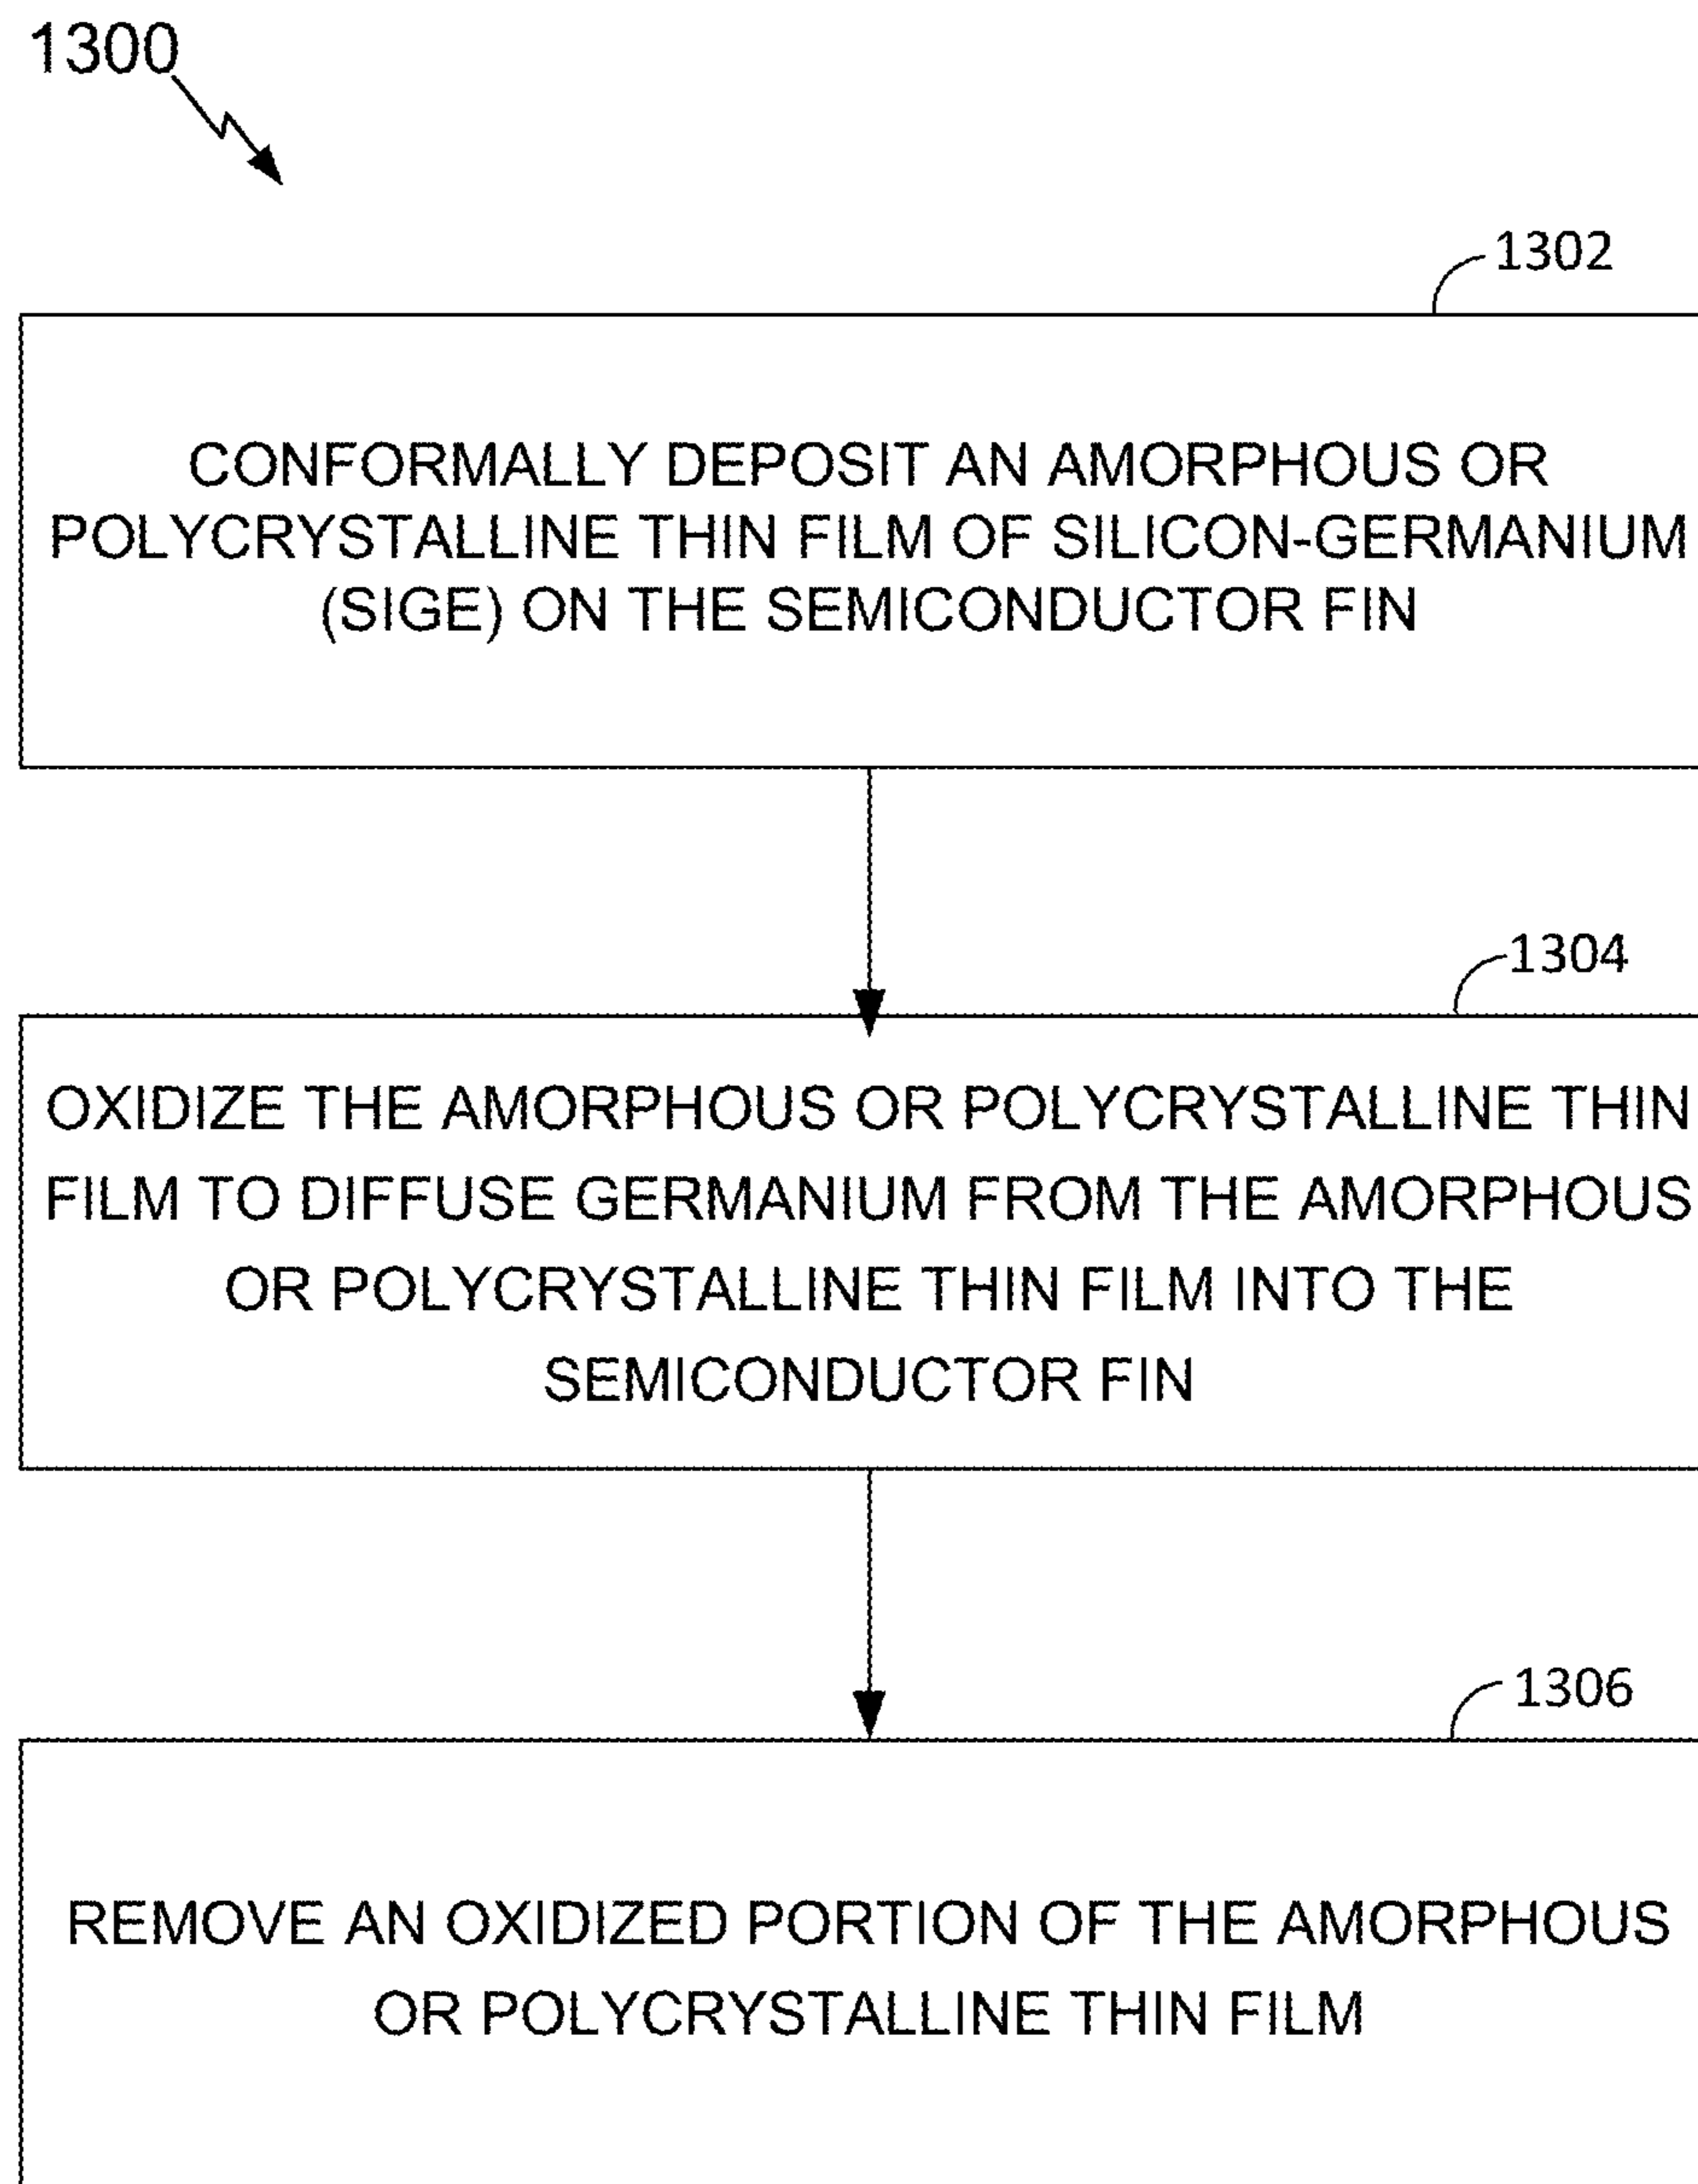 1300
1302
CONFORMALLY DEPOSIT AN AMORPHOUS OR
POLYCRYSTALLINE THIN FILM OF SILICON-GERMANIUM
(SIGE) ON THE SEMICONDUCTOR FIN
1304
OXIDIZE THE AMORPHOUS OR POLYCRYSTALLINE THIN
FILM TO DIFFUSE GERMANIUM FROM THE AMORPHOUS
OR POLYCRYSTALLINE THIN FILM INTO THE
SEMICONDUCTOR FIN
1306
REMOVE AN OXIDIZED PORTION OF THE AMORPHOUS
OR POLYCRYSTALLINE THIN FILM